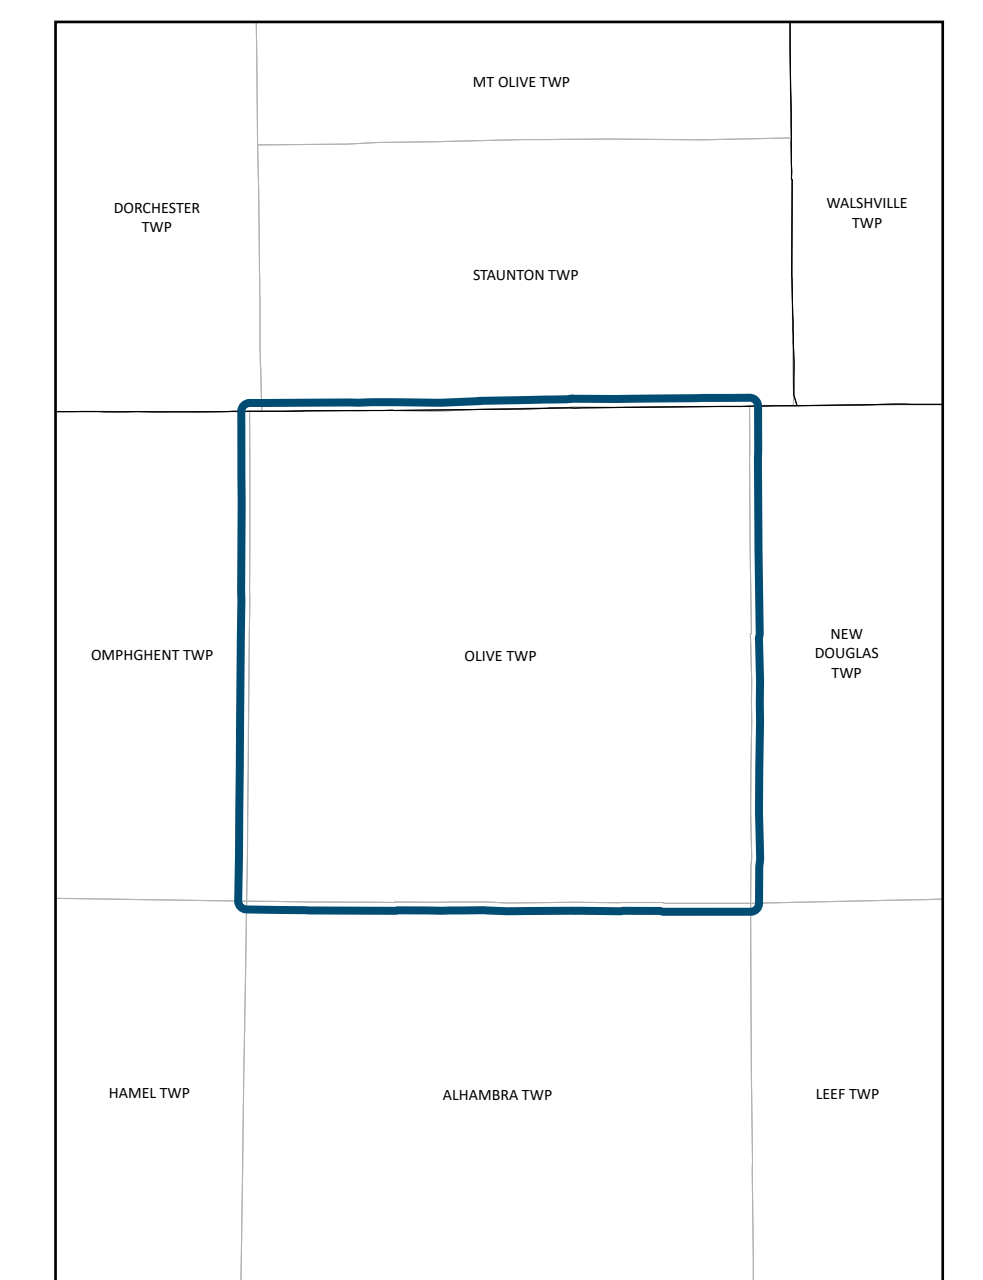 MT OLIVE TWP
DORCHESTER
TWP
WALSHVILLE
TWP
STAUNTON TWP
OMPHGHENT TWP
OLIVE TWP
NEW
DOUGLAS
TWP
HAMEL TWP
ALHAMBRA TWP
LEEF TWP